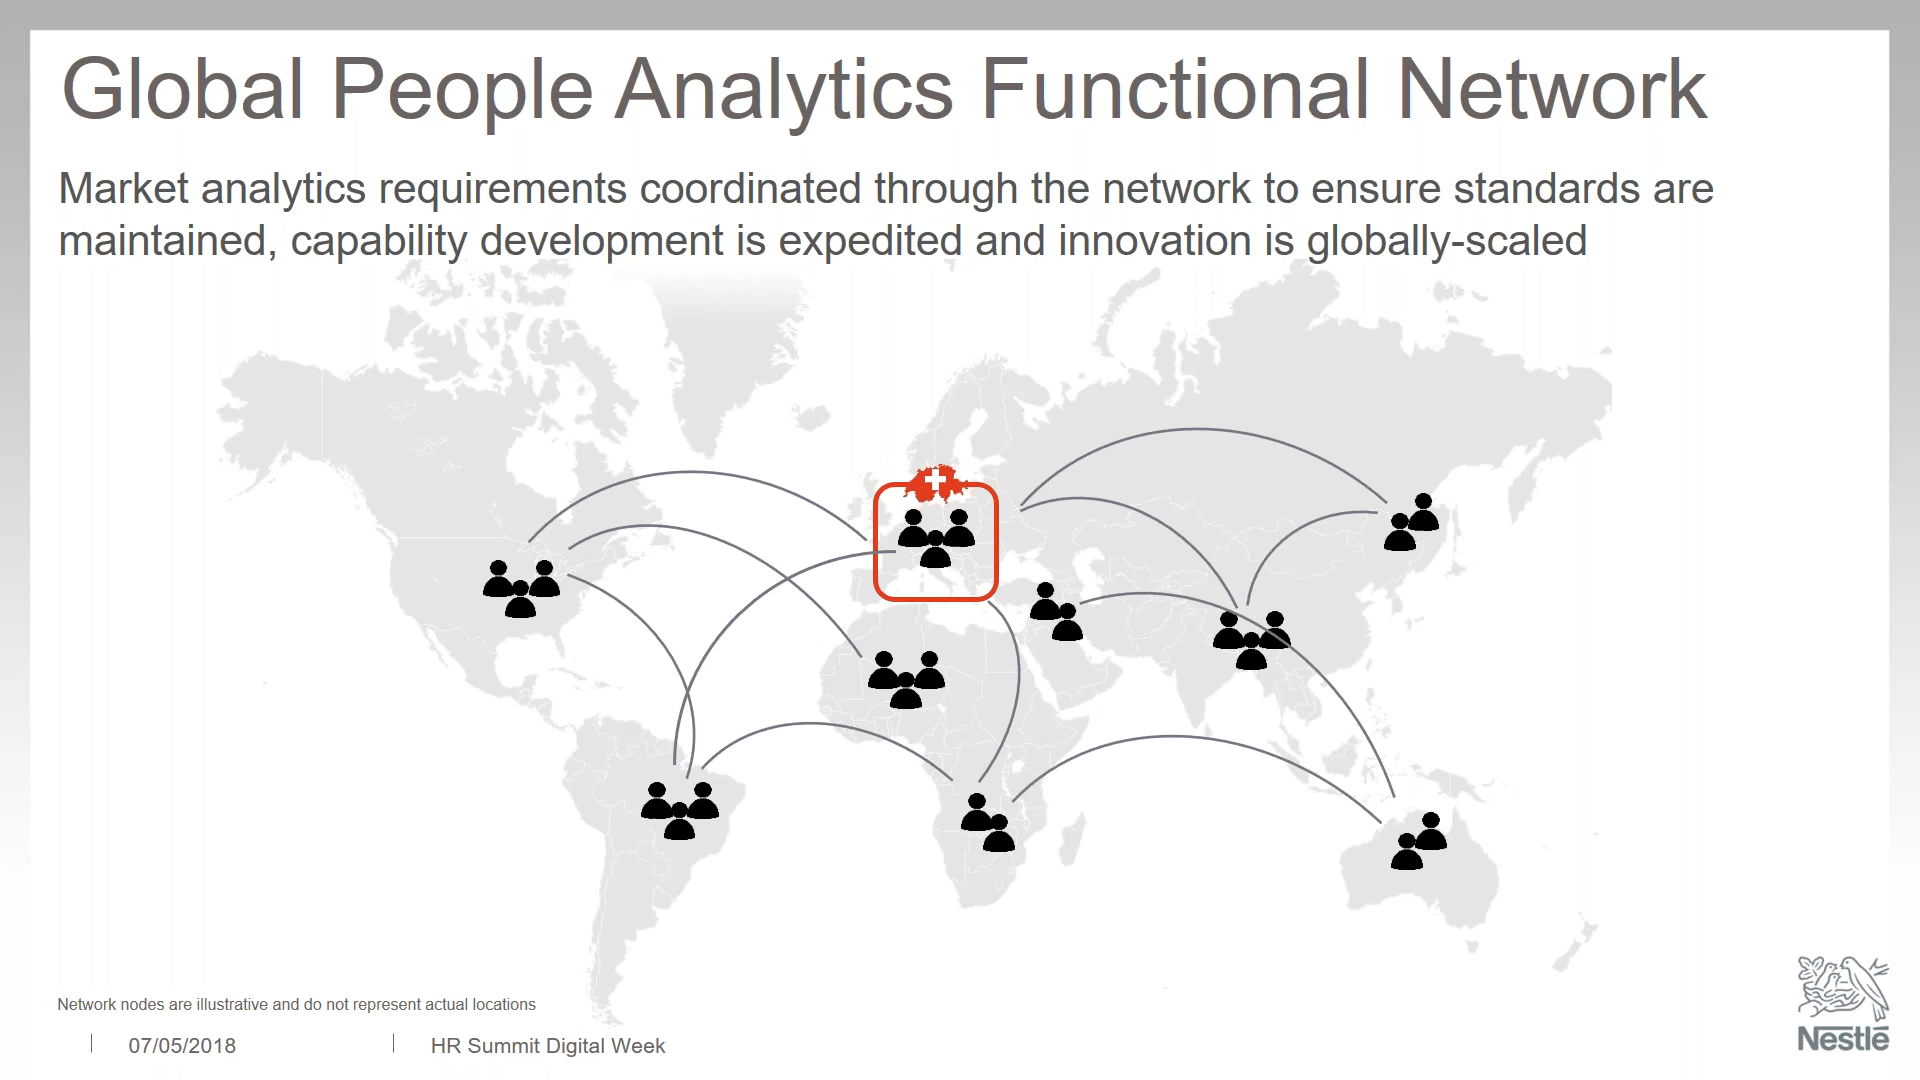 Global People Analytics Functional Network
Market analytics requirements coordinated through the network to ensure standards are
maintained, capability development is expedited and innovation is globally-scaled
Network nodes are illustrative and do not represent actual locations
07/05/2018
HR Summit Digital Week
Nestlé